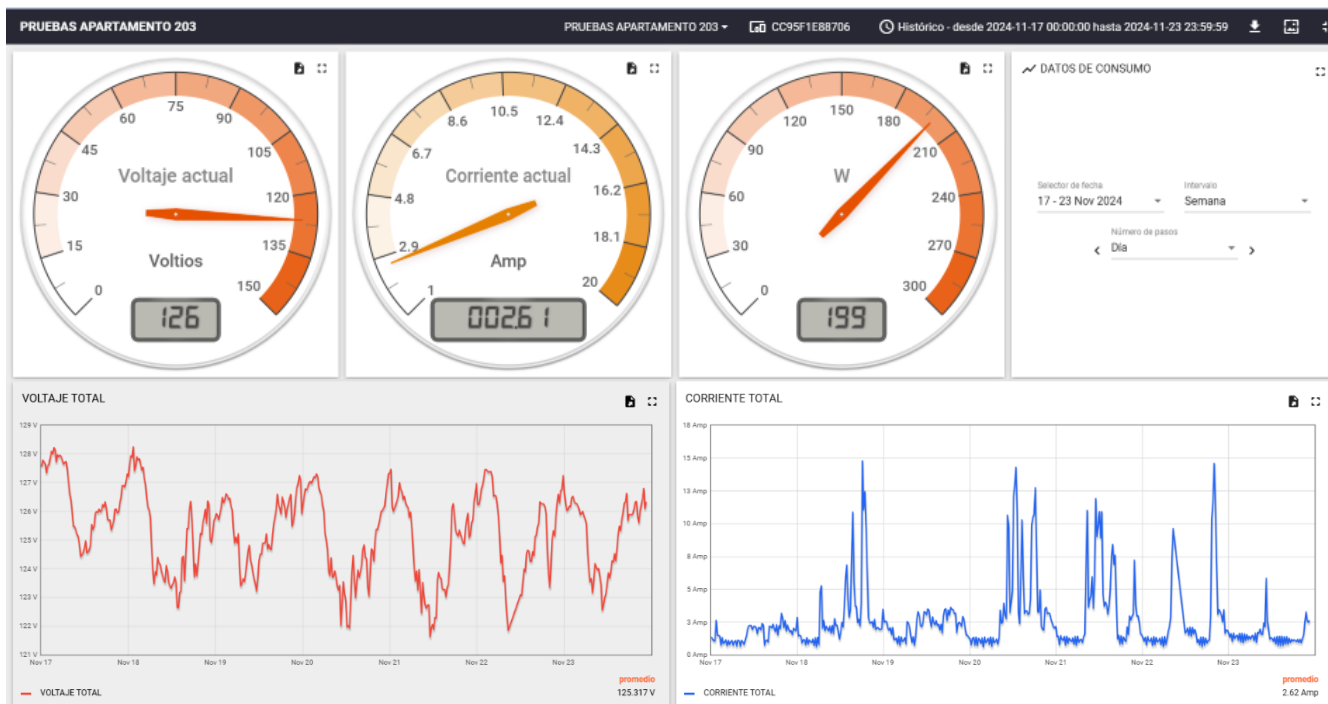 PRUEBAS APARTAMENTO 203
PRUEBAS APARTAMENTO 203
CC95F1E88706
Histórico - desde 2024-11-17 00:00:00 hasta 2024-11-23 23:59:59
0
15
30
45
60
75
90
105
120
135
150
Voltaje actual
Voltios
126
1
2.9
4.8
6.7
8.6
10.5
12.4
14.3
16.2
18.1
20
Corriente actual
Amp
002.61
0
30
60
90
120
150
180
210
240
270
300
W
199
DATOS DE CONSUMO
Selector de fecha
17 - 23 Nov 2024
Intervalo
Semana
Número de pasos
Día
VOLTAJE TOTAL
129 V
128 V
127 V
126 V
125 V
124 V
123 V
122 V
121 V
Nov 17 Nov 18 Nov 19 Nov 20 Nov 21 Nov 22 Nov 23
promedio
VOLTAJE TOTAL 125.317 V
CORRIENTE TOTAL
18 Amp
15 Amp
13 Amp
10 Amp
8 Amp
5 Amp
3 Amp
0 Amp
Nov 17 Nov 18 Nov 19 Nov 20 Nov 21 Nov 22 Nov 23
promedio
CORRIENTE TOTAL 2.62 Amp